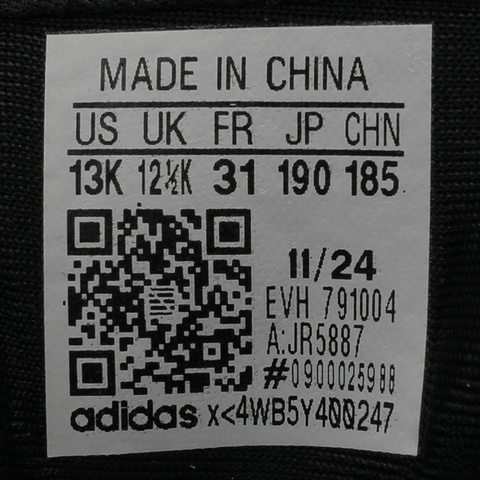 MADE IN CHINA
US UK FR JP CHN
13K 12½K 31 190 185
11/24
EVH 791004
A:JR5887
#0900025988
adidas x<4WB5Y400247